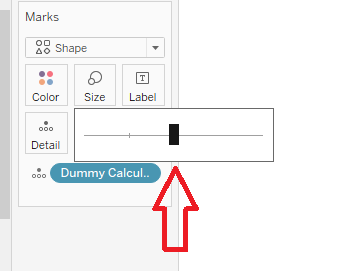 Marks
Shape
Color
Size
Label
Detail
Dummy Calcul..